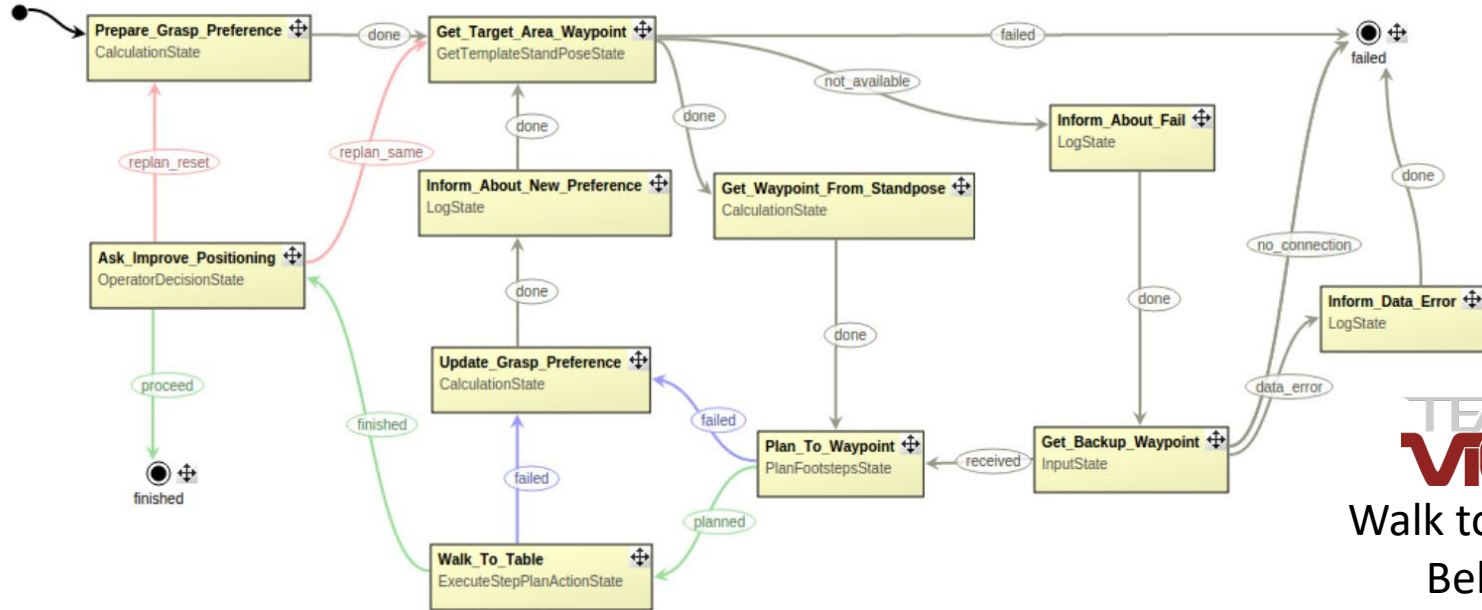 Prepare_Grasp_Preference
CalculationState
done
Get_Target_Area_Waypoint
GetTemplateStandPoseState
failed
failed
not_available
done
Inform_About_Fail
LogState
done
replan_reset
replan_same
Inform_About_New_Preference
LogState
Get_Waypoint_From_Standpose
CalculationState
done
Ask_Improve_Positioning
OperatorDecisionState
no_connection
done
done
Inform_Data_Error
LogState
done
Update_Grasp_Preference
CalculationState
proceed
data_error
finished
failed
Plan_To_Waypoint
PlanFootstepsState
received
Get_Backup_Waypoint
InputState
finished
failed
planned
Walk_To_Table
ExecuteStepPlanActionState
Walk to